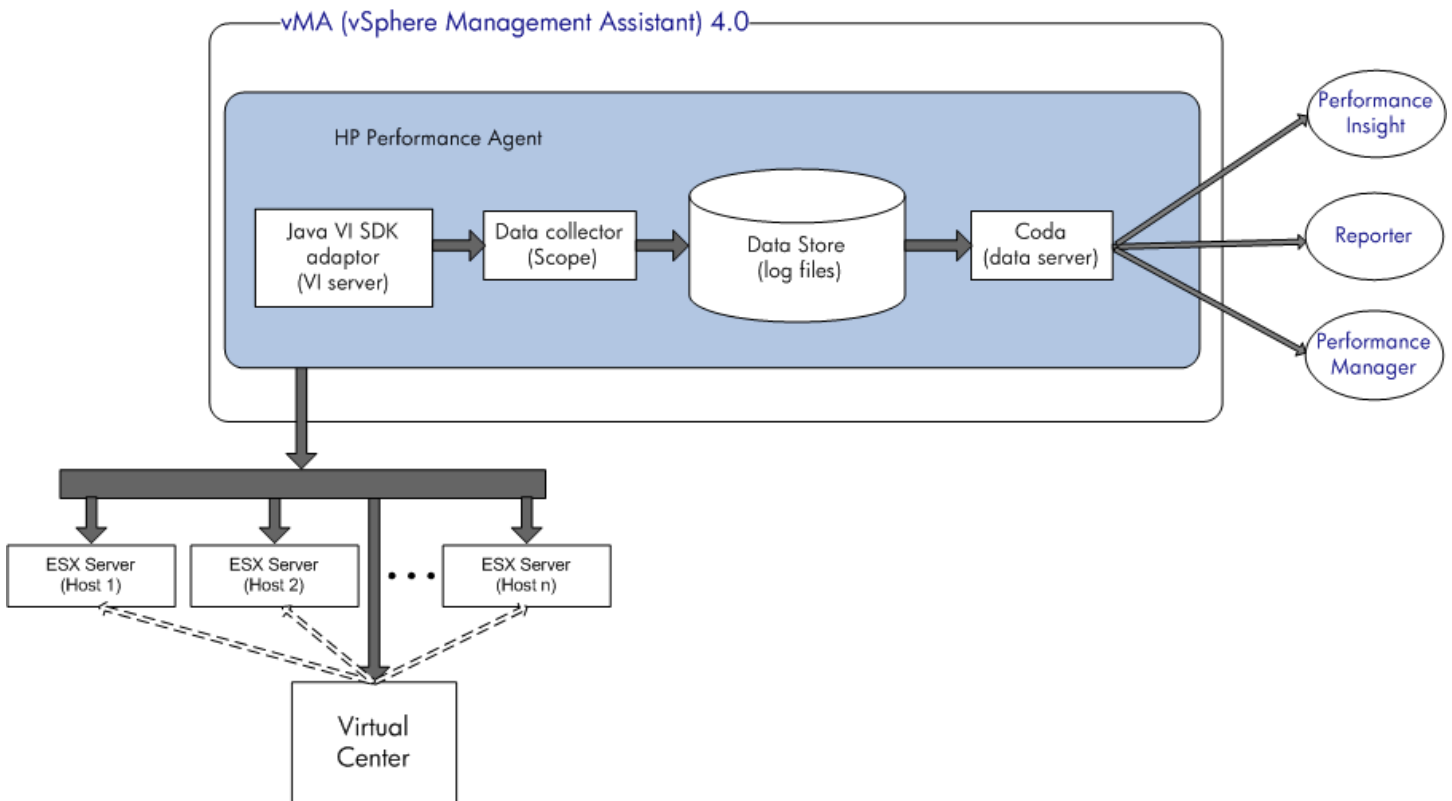 vMA (vSphere Management Assistant) 4.0
HP Performance Agent
Java VI SDK
adaptor
(VI server)
Data collector
(Scope)
Data Store
(log files)
Coda
(data server)
Performance
Insight
Reporter
Performance
Manager
ESX Server
(Host 1)
ESX Server
(Host 2)
ESX Server
(Host n)
Virtual
Center